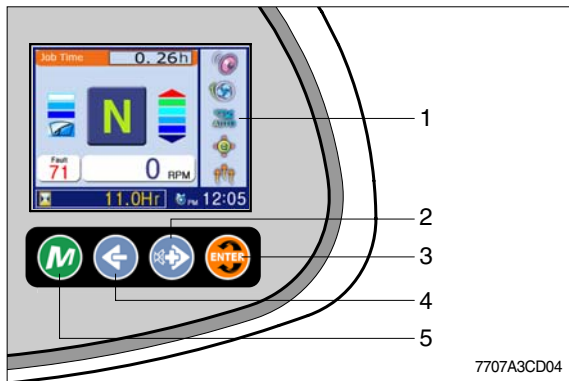 Job Time 0.26h
N
Fault
71
0 RPM
11.0Hr PM 12:05
M
ENTER
1
2
3
4
5
7707A3CD04